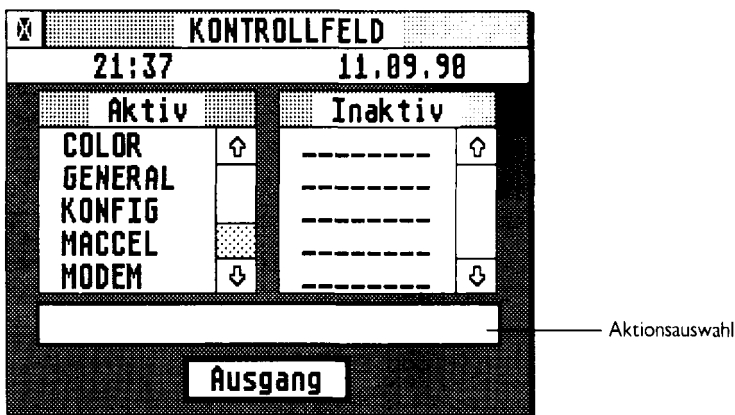 KONTROLLFELD
21:37 11.09.90
Aktiv Inaktiv
COLOR --------
GENERAL --------
KONFIG --------
MACCEL --------
MODEM --------
Aktionsauswahl
Ausgang